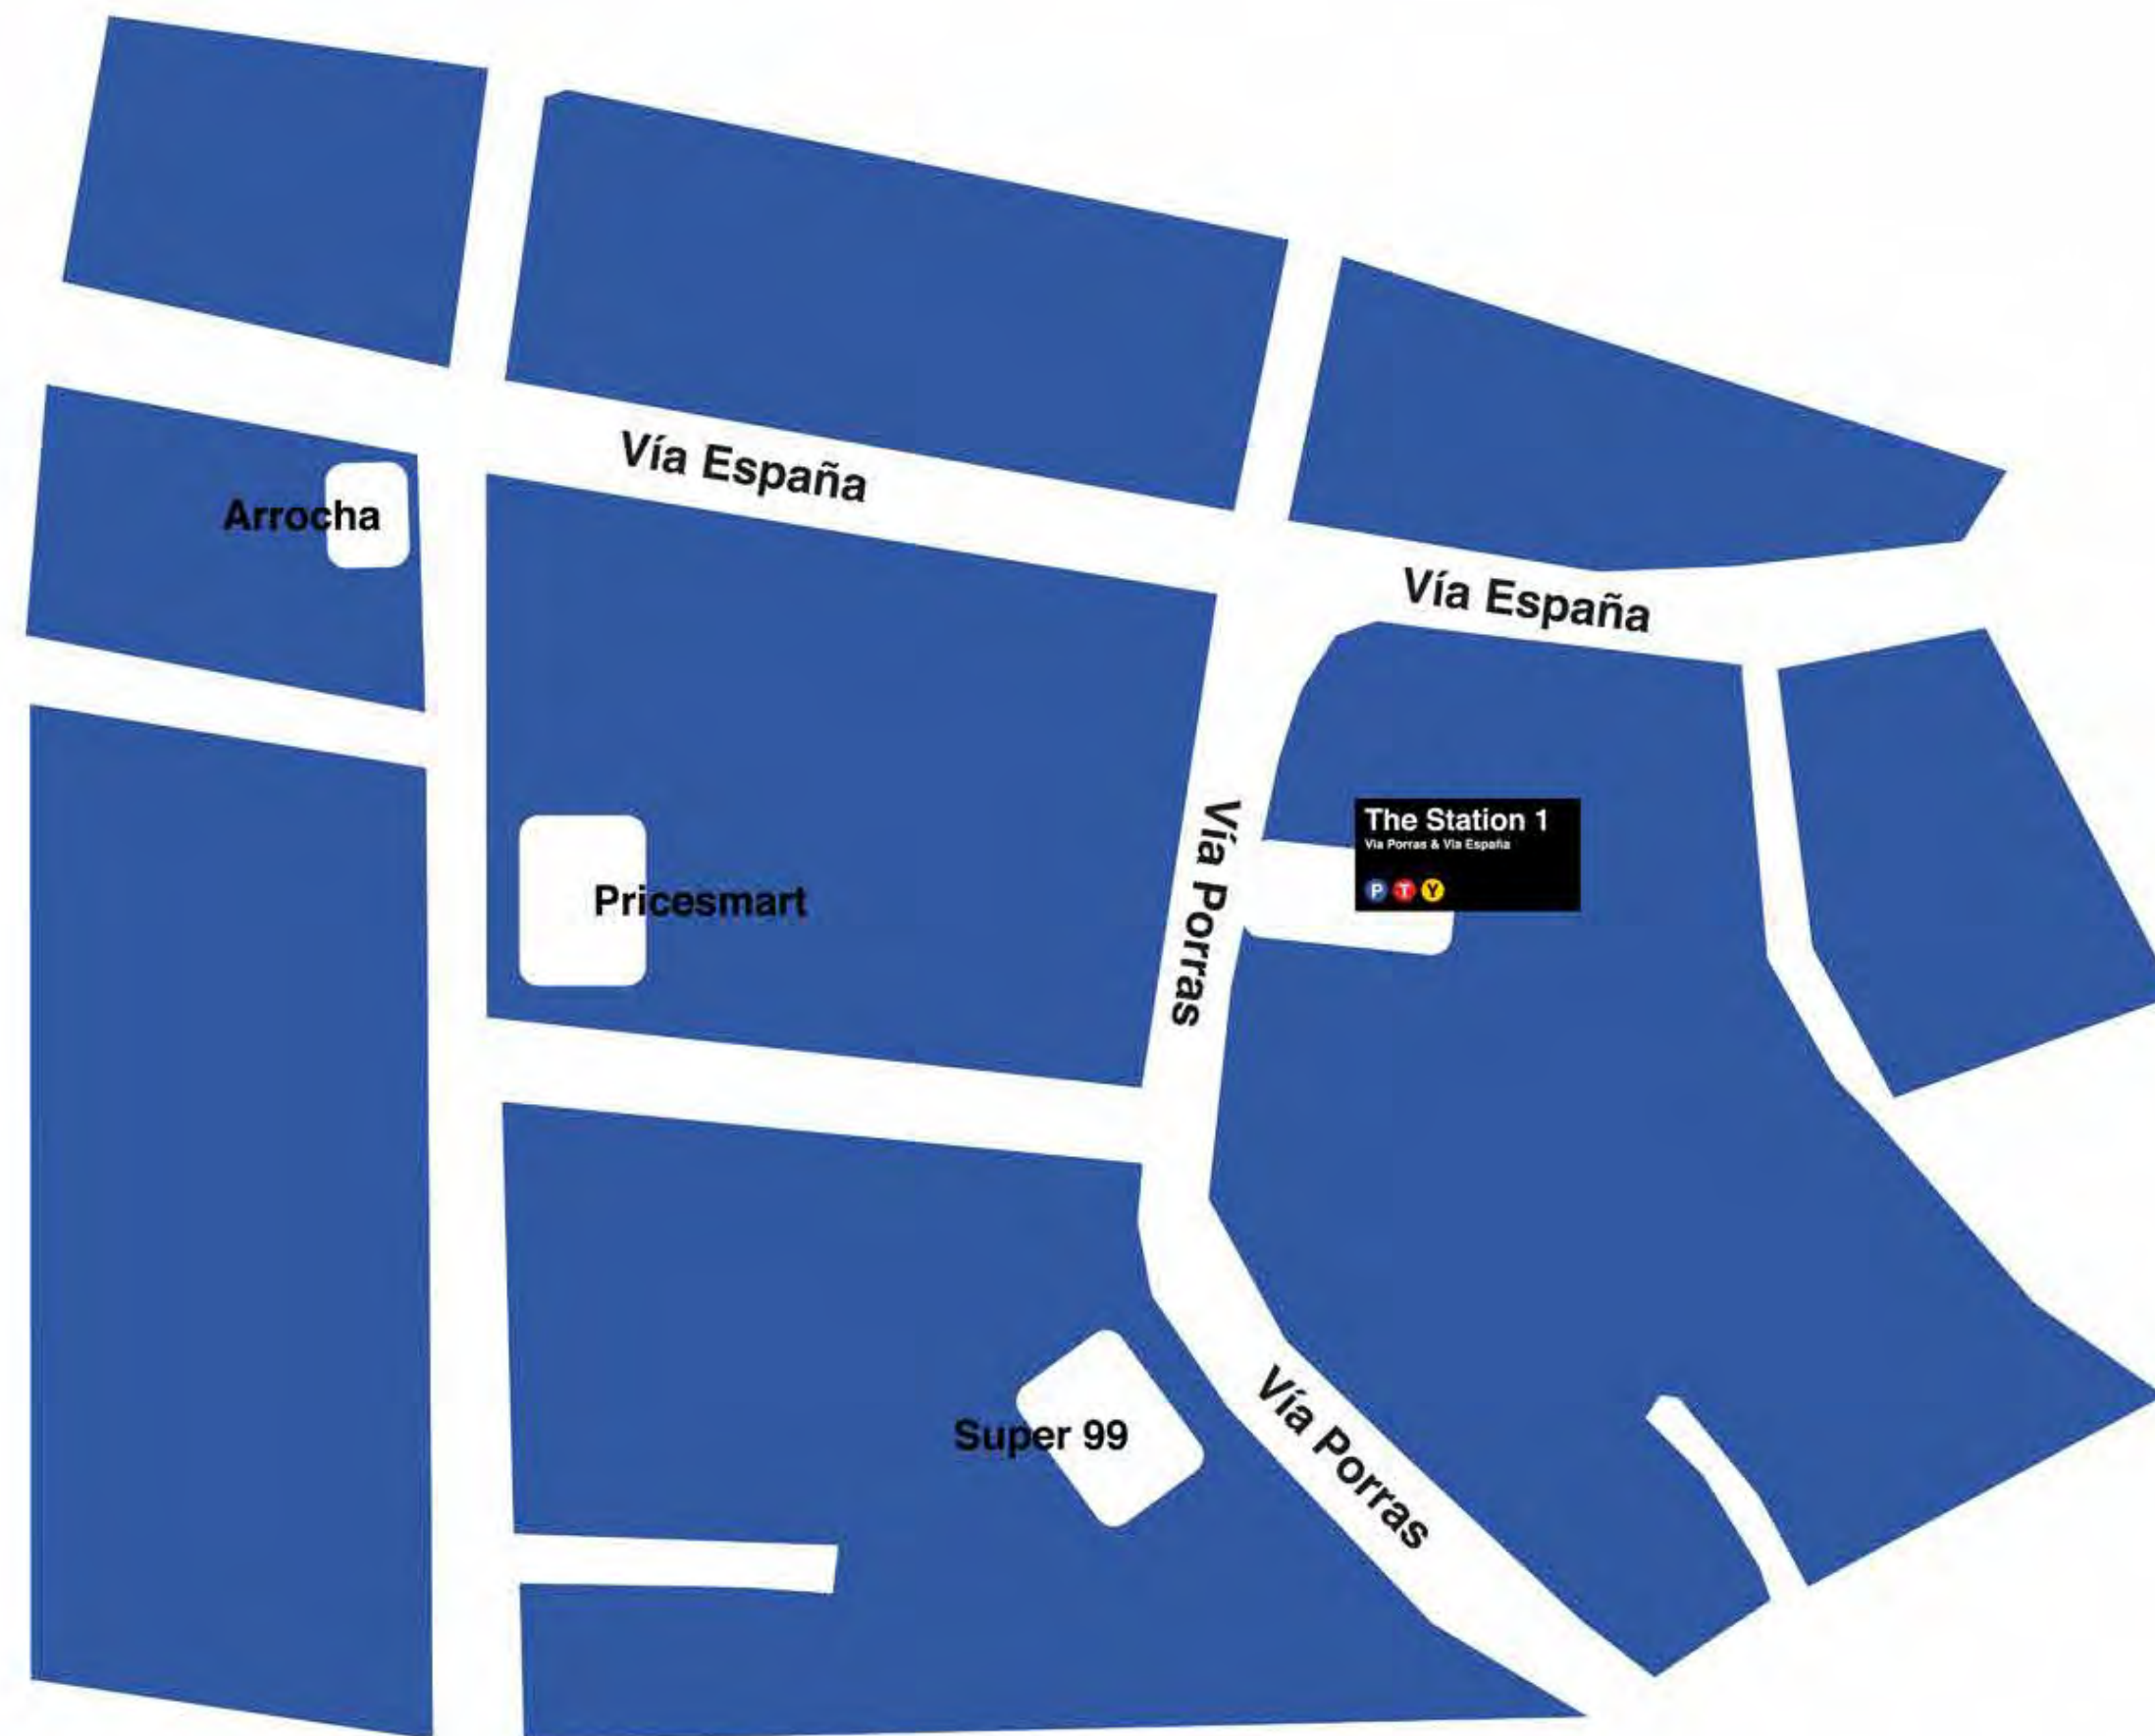 Vía España
Arrocha
Vía España
The Station 1
Via Porras & Via España
P T Y
Vía Porras
Pricesmart
Super 99
Vía Porras